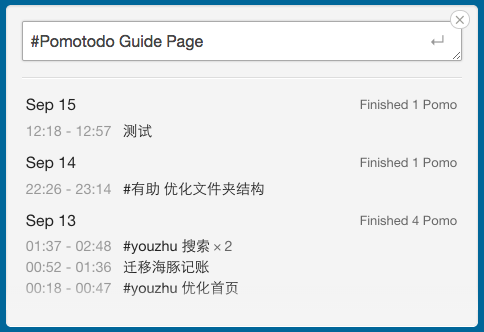 #Pomotodo Guide Page
Sep 15 Finished 1 Pomo
12:18 - 12:57 测试
Sep 14 Finished 1 Pomo
22:26 - 23:14 #有助 优化文件夹结构
Sep 13 Finished 4 Pomo
01:37 - 02:48 #youzhu 搜索 × 2
00:52 - 01:36 迁移海豚记账
00:18 - 00:47 #youzhu 优化首页